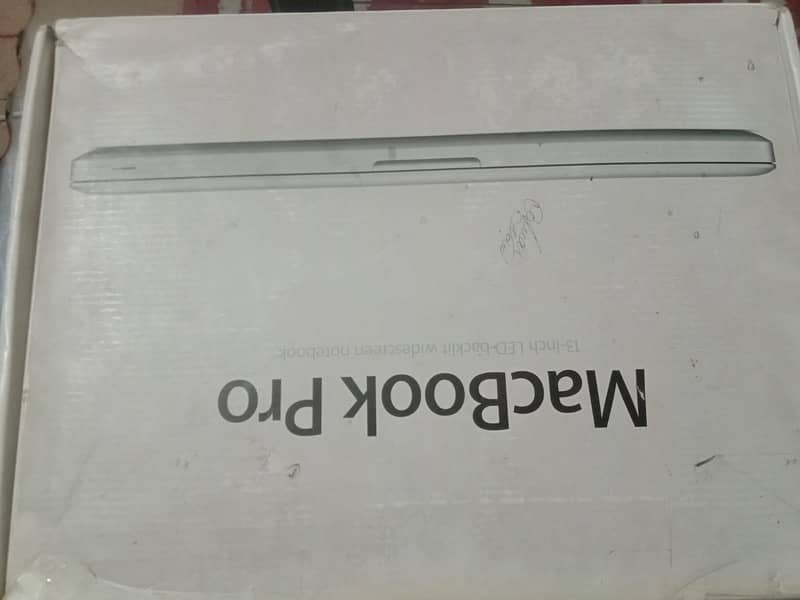 MacBook Pro
13-inch LED-backlit widescreen notebook